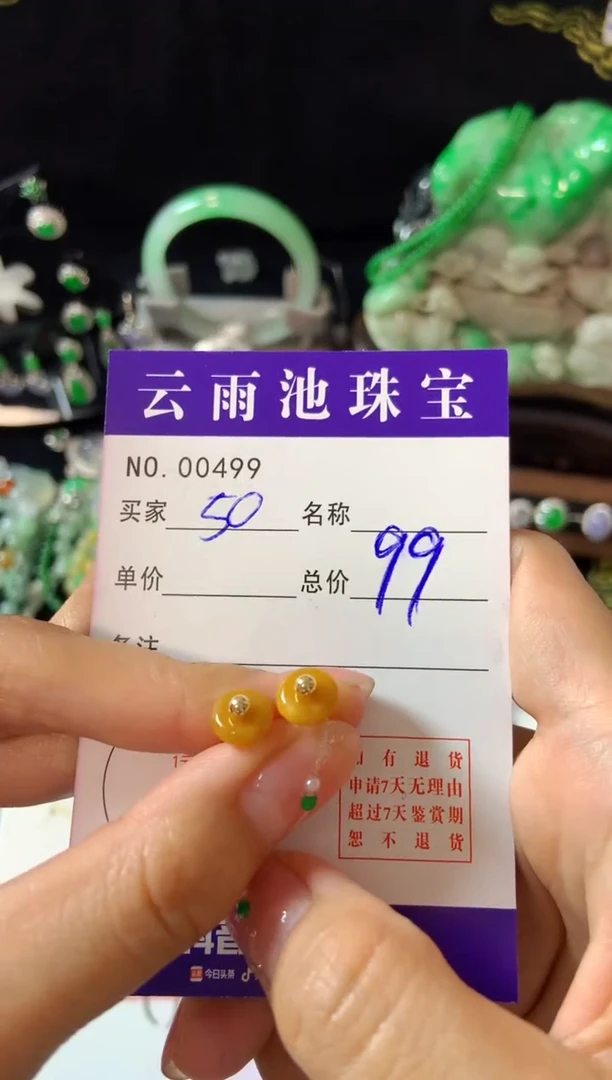 云雨池珠宝
NO. 00499
买家 50 名称
单价 总价 99
备注
有退货
申请7天无理由
超过7天鉴赏期
恕不退货
今日头条